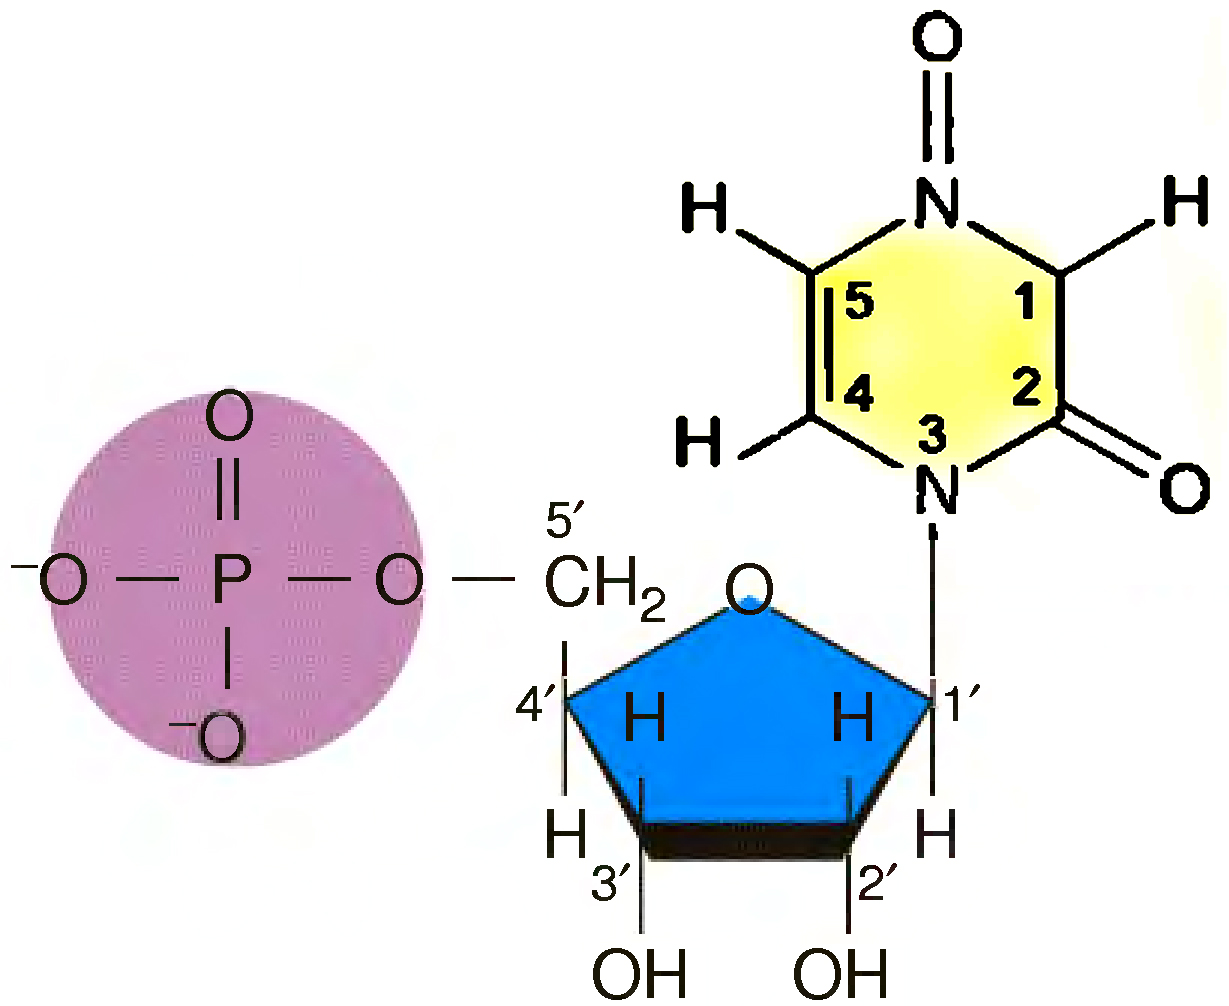 O
H N H
5 1
4 2
H 3
N O
O
5′
⁻O P O CH₂ O
⁻O
4′ H H 1′
H H
3′ 2′
OH OH